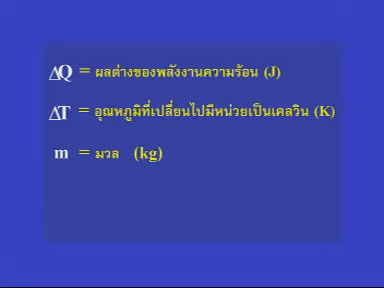 ΔQ = ผลต่างของพลังงานความร้อน (J)
ΔT = อุณหภูมิที่เปลี่ยนไปมีหน่วยเป็นเคลวิน (K)
m = มวล (kg)